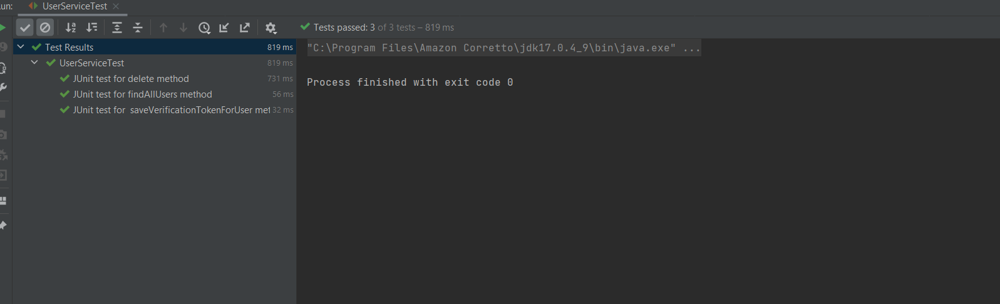 un: UserServiceTest
Tests passed: 3 of 3 tests – 819 ms
Test Results 819 ms
UserServiceTest 819 ms
JUnit test for delete method 731 ms
JUnit test for findAllUsers method 56 ms
JUnit test for  saveVerificationTokenForUser met 32 ms
"C:\Program Files\Amazon Corretto\jdk17.0.4_9\bin\java.exe" ...
Process finished with exit code 0